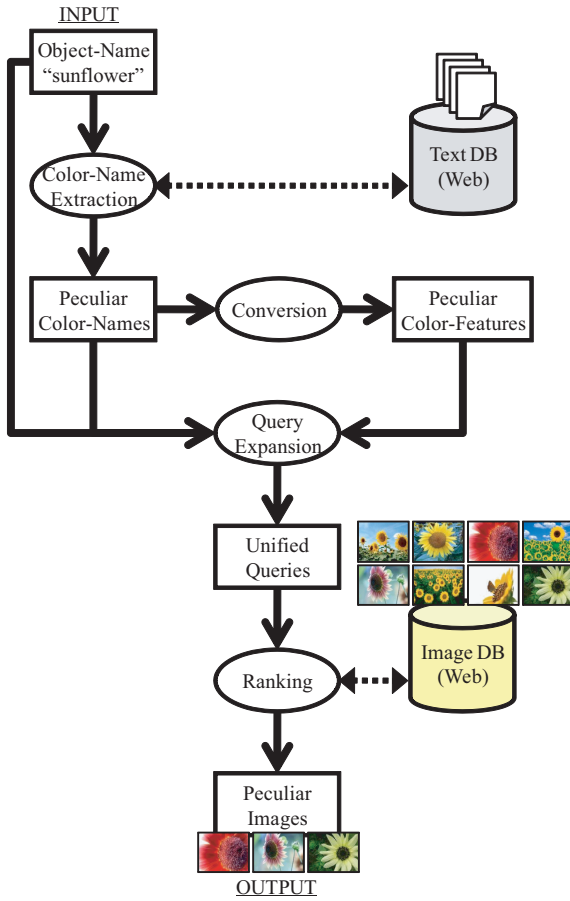 INPUT
Object-Name
“sunflower”
Color-Name
Extraction
Text DB
(Web)
Peculiar
Color-Names
Conversion
Peculiar
Color-Features
Query
Expansion
Unified
Queries
Ranking
Image DB
(Web)
Peculiar
Images
OUTPUT